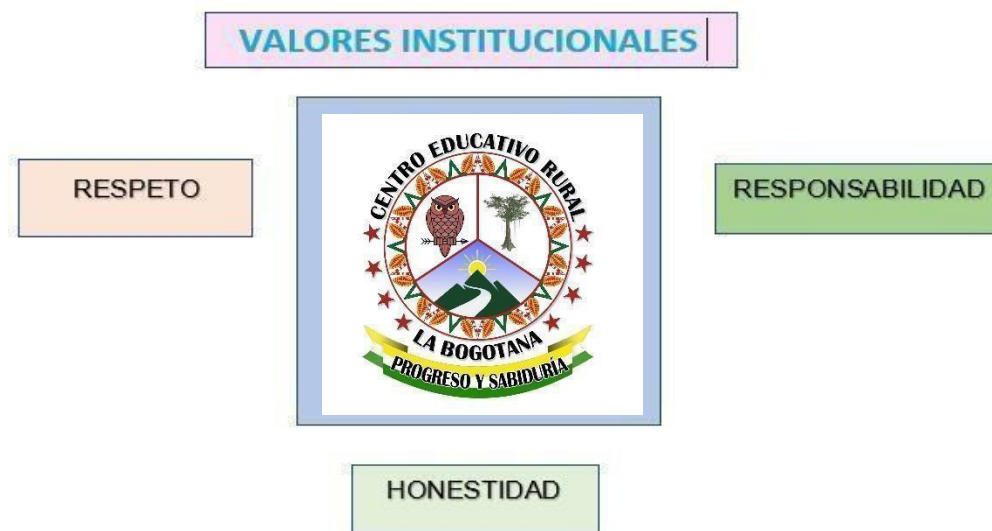 VALORES INSTITUCIONALES
RESPETO
CENTRO EDUCATIVO RURAL
LA BOGOTANA
PROGRESO Y SABIDURÍA
RESPONSABILIDAD
HONESTIDAD